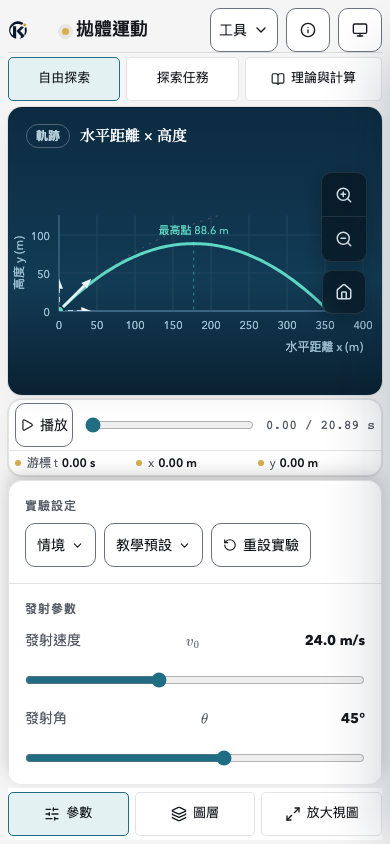 拋體運動
工具
自由探索
探索任務
理論與計算
軌跡 水平距離 × 高度
最高點 88.6 m
高度 y (m)
100
50
0
0 50 100 150 200 250 300 350 400
水平距離 x (m)
播放
0.00 / 20.89 s
游標 t 0.00 s
x 0.00 m
y 0.00 m
實驗設定
情境
教學預設
重設實驗
發射參數
發射速度 v₀ 24.0 m/s
發射角 θ 45°
參數
圖層
放大視圖